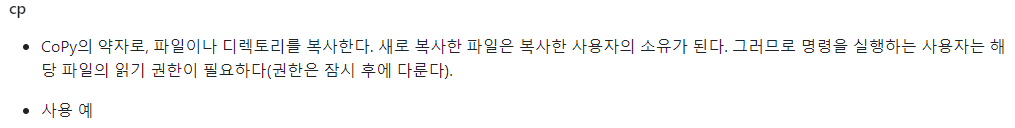 cp
CoPy의 약자로, 파일이나 디렉토리를 복사한다. 새로 복사한 파일은 복사한 사용자의 소유가 된다. 그러므로 명령을 실행하는 사용자는 해
당 파일의 읽기 권한이 필요하다(권한은 잠시 후에 다룬다).
사용 예